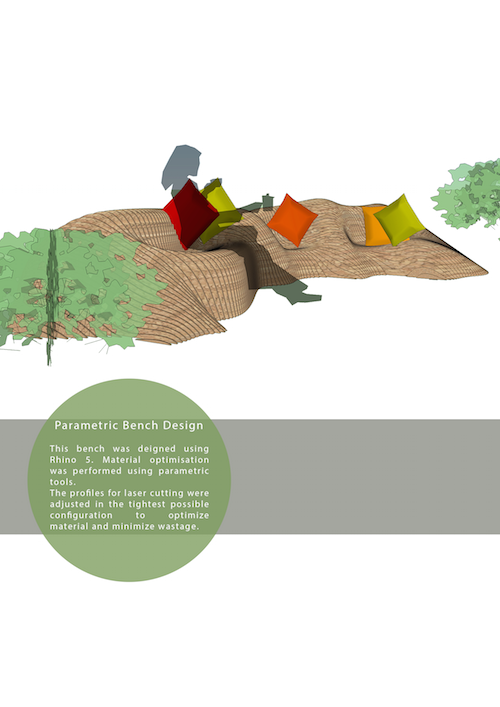 Parametric Bench Design
This bench was deigned using
Rhino 5. Material optimisation
was performed using parametric
tools.
The profiles for laser cutting were
adjusted in the tightest possible
configuration to optimize
material and minimize wastage.